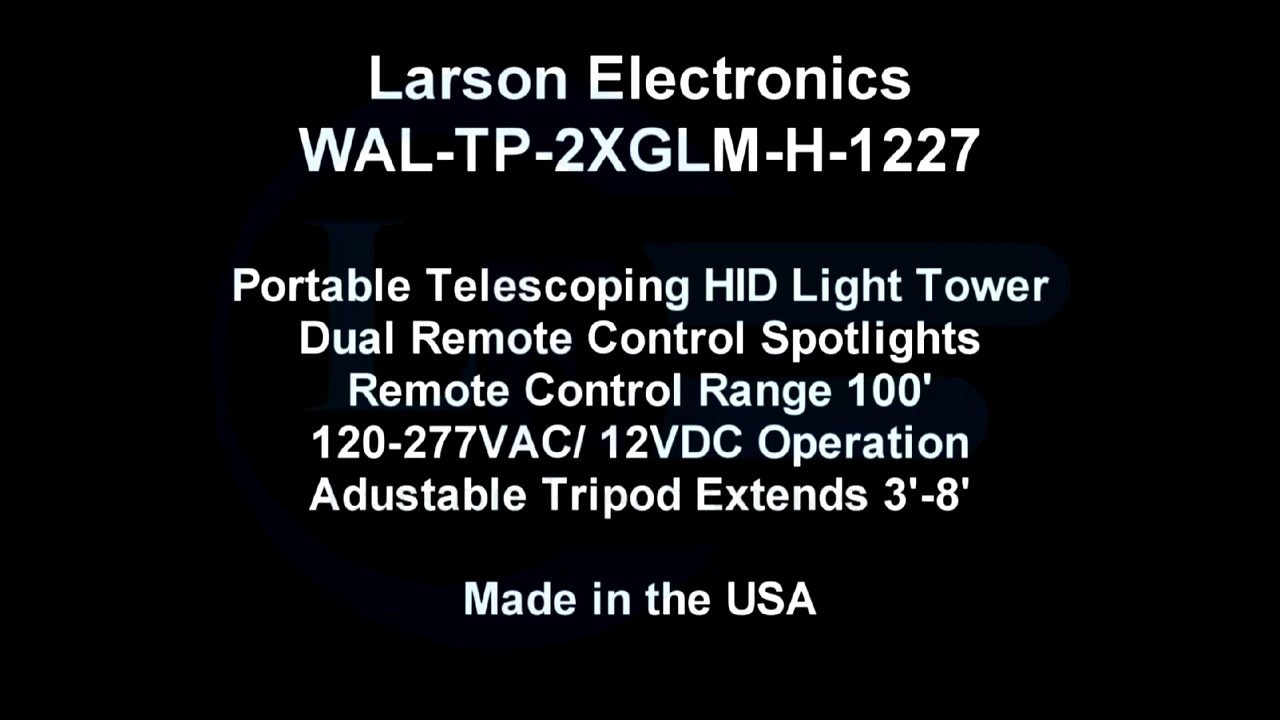 Larson Electronics
WAL-TP-2XGLM-H-1227
Portable Telescoping HID Light Tower
Dual Remote Control Spotlights
Remote Control Range 100'
120-277VAC/ 12VDC Operation
Adustable Tripod Extends 3'-8'
Made in the USA